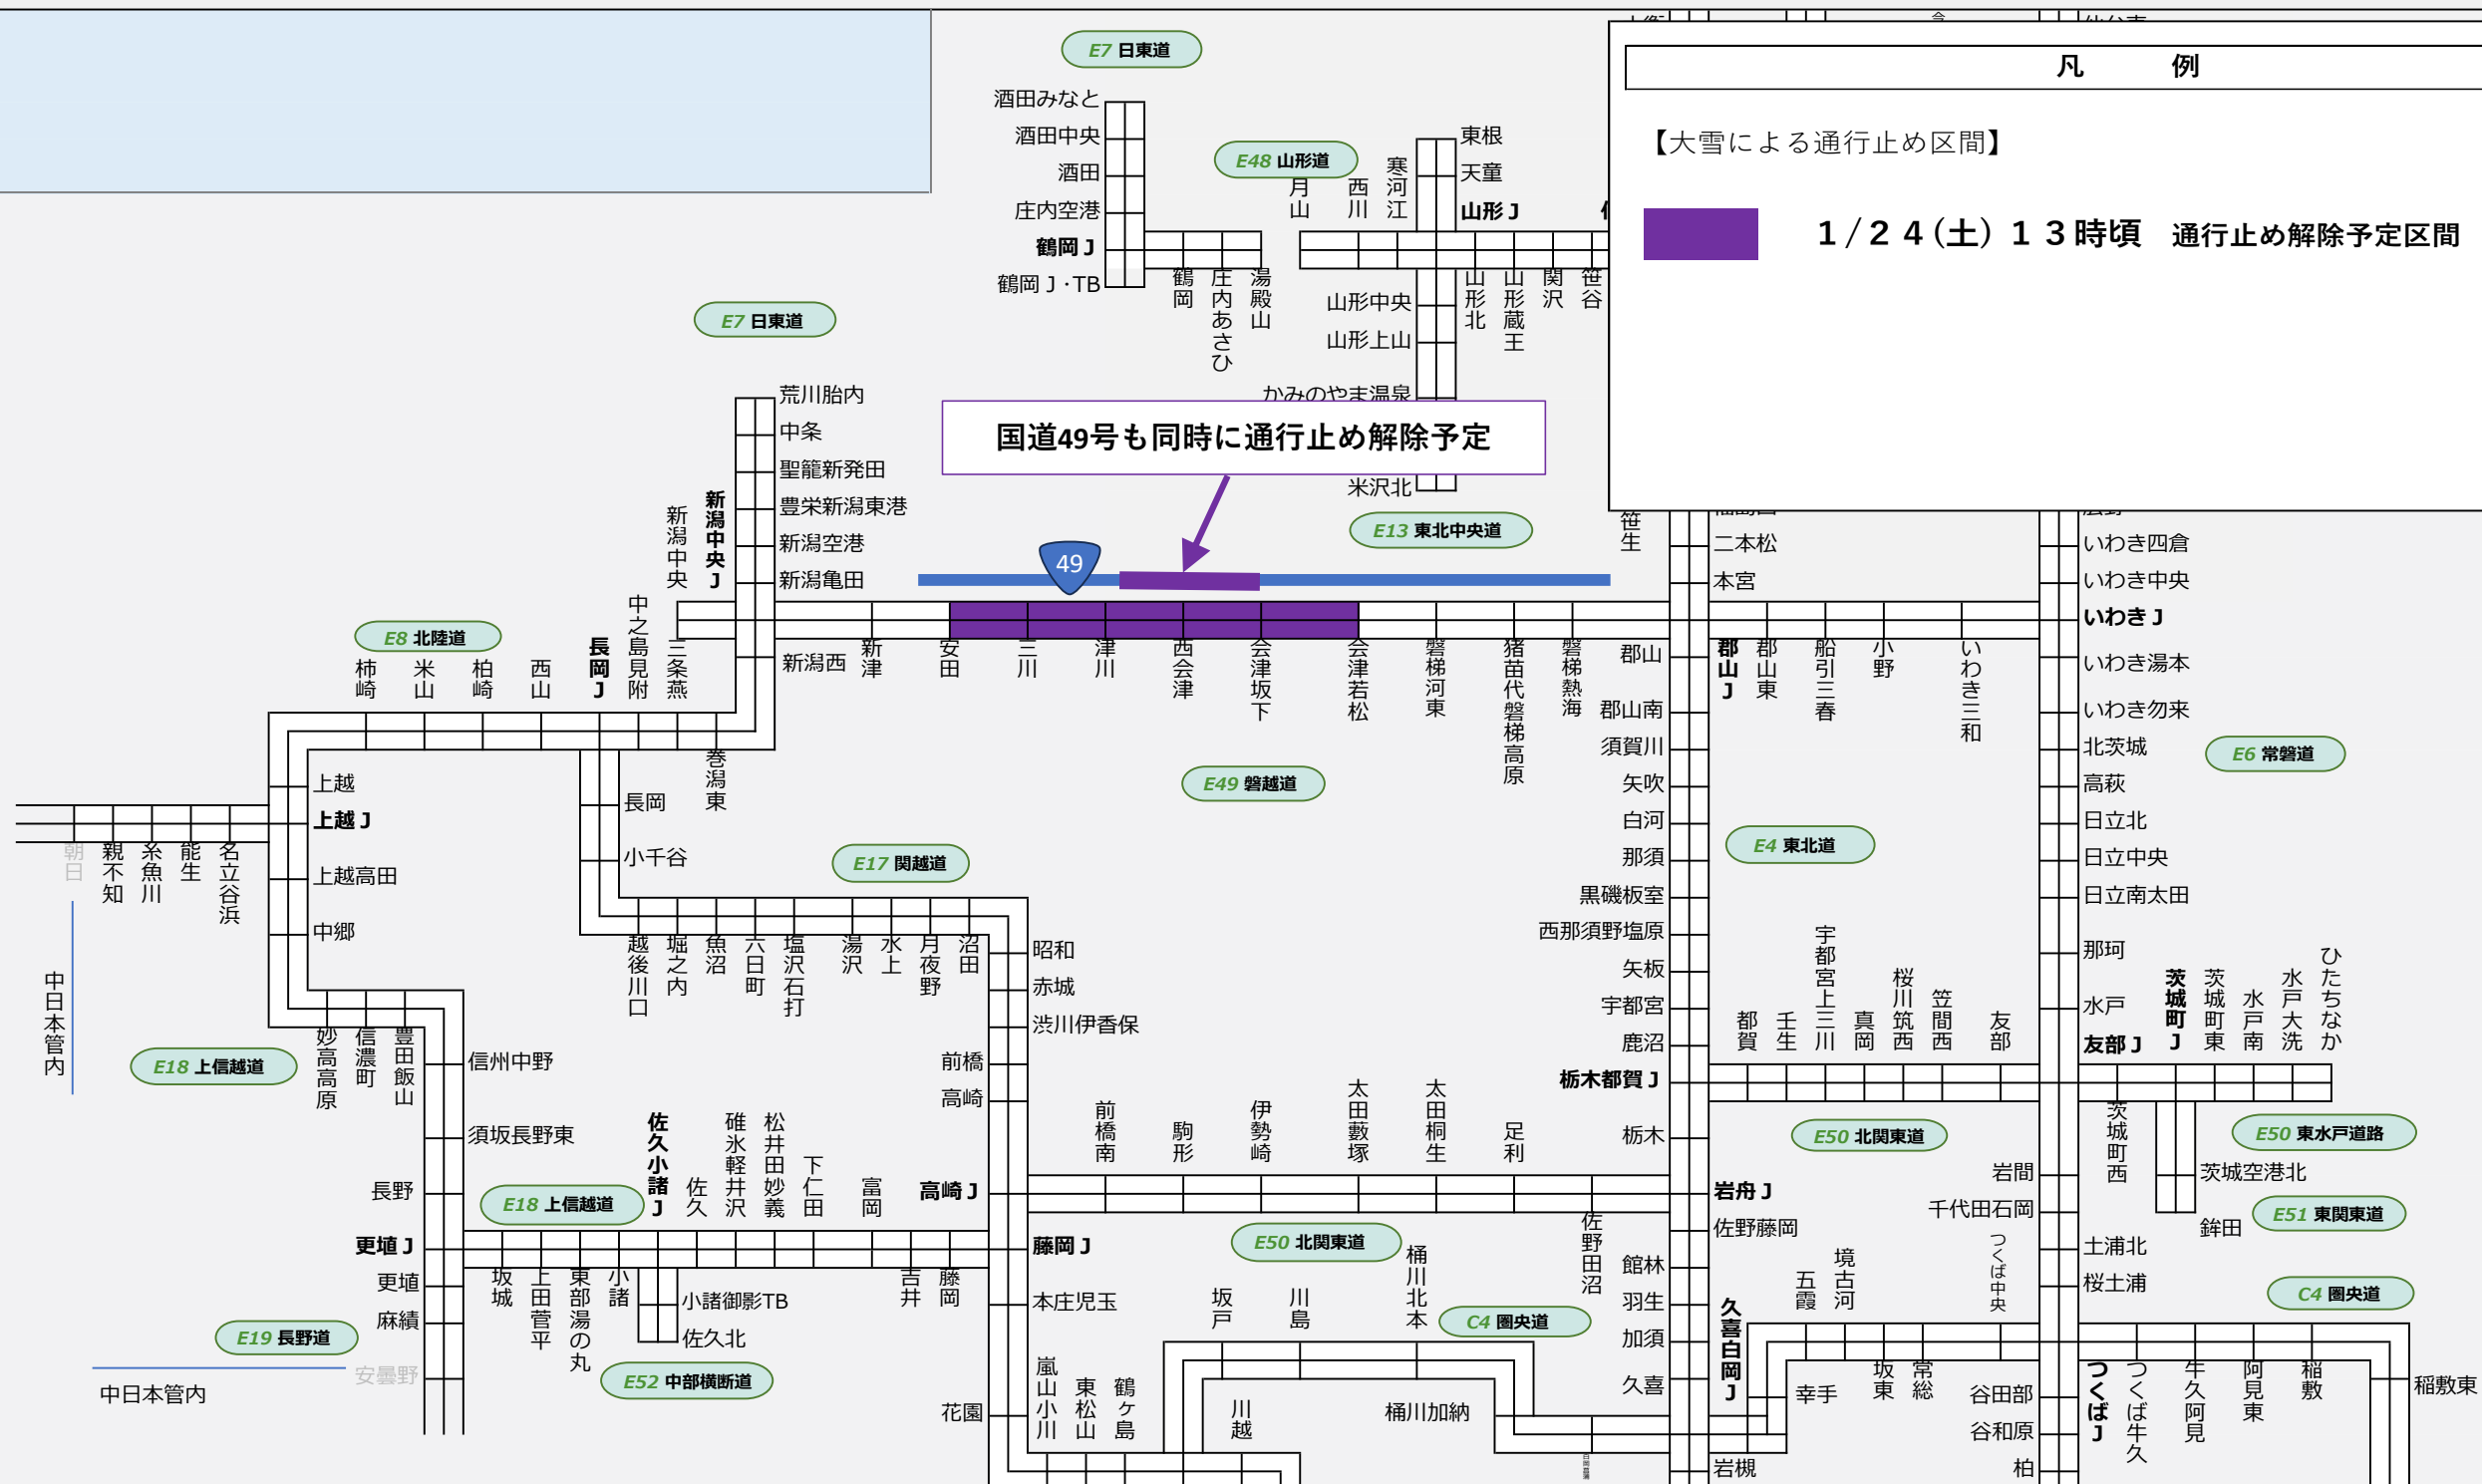 凡　例
【大雪による通行止め区間】
１/２４(土) １３時頃　通行止め解除予定区間
E7 日東道
酒田みなと
酒田中央
酒田
庄内空港
鶴岡J
鶴岡J・TB
鶴岡
庄内あさひ
湯殿山
E48 山形道
月山
西川
寒河江
東根
天童
山形J
山形中央
山形上山
かみのやま温泉
米沢北
山形北
山形蔵王
関沢
笹谷
E7 日東道
国道49号も同時に通行止め解除予定
E13 東北中央道
49
荒川胎内
中条
聖籠新発田
豊栄新潟東港
新潟空港
新潟亀田
新潟中央
新潟中央J
新潟西
新津
安田
三川
津川
西会津
会津坂下
会津若松
磐梯河東
猪苗代磐梯高原
磐梯熱海
E49 磐越道
笹生
二本松
本宮
郡山
郡山J
郡山東
船引三春
小野
いわき三和
いわき四倉
いわき中央
いわきJ
いわき湯本
いわき勿来
北茨城
高萩
日立北
日立中央
日立南太田
那珂
水戸
友部J
E6 常磐道
E8 北陸道
柿崎
米山
柏崎
西山
長岡J
中之島見附
三条燕
巻潟東
上越
上越J
上越高田
中郷
朝日
親不知
糸魚川
能生
名立谷浜
中日本管内
長岡
小千谷
E17 関越道
越後川口
堀之内
魚沼
六日町
塩沢石打
湯沢
水上
月夜野
沼田
昭和
赤城
渋川伊香保
前橋
高崎
高崎J
藤岡J
本庄児玉
花園
嵐山小川
東松山
鶴ヶ島
郡山南
須賀川
矢吹
白河
那須
黒磯板室
西那須野塩原
矢板
宇都宮
鹿沼
栃木都賀J
栃木
岩舟J
佐野藤岡
館林
羽生
加須
久喜
久喜白岡J
岩槻
E4 東北道
都賀
壬生
宇都宮上三川
真岡
桜川筑西
笠間西
友部
茨城町J
茨城町東
水戸南
水戸大洗
ひたちなか
茨城町西
E50 北関東道
E50 東水戸道路
茨城空港北
鉾田
E51 東関東道
岩間
千代田石岡
土浦北
桜土浦
C4 圏央道
E18 上信越道
妙高高原
信濃町
豊田飯山
信州中野
須坂長野東
長野
更埴J
更埴
麻績
安曇野
E19 長野道
中日本管内
E18 上信越道
佐久小諸J
佐久
碓氷軽井沢
松井田妙義
下仁田
富岡
坂城
上田菅平
東部湯の丸
小諸
小諸御影TB
佐久北
吉井
藤岡
E52 中部横断道
前橋南
駒形
伊勢崎
太田藪塚
太田桐生
足利
佐野田沼
E50 北関東道
坂戸
川島
桶川北本
川越
桶川加納
C4 圏央道
五霞
境古河
つくば中央
幸手
坂東
常総
谷田部
谷和原
柏
つくばJ
つくば牛久
牛久阿見
阿見東
稲敷
稲敷東